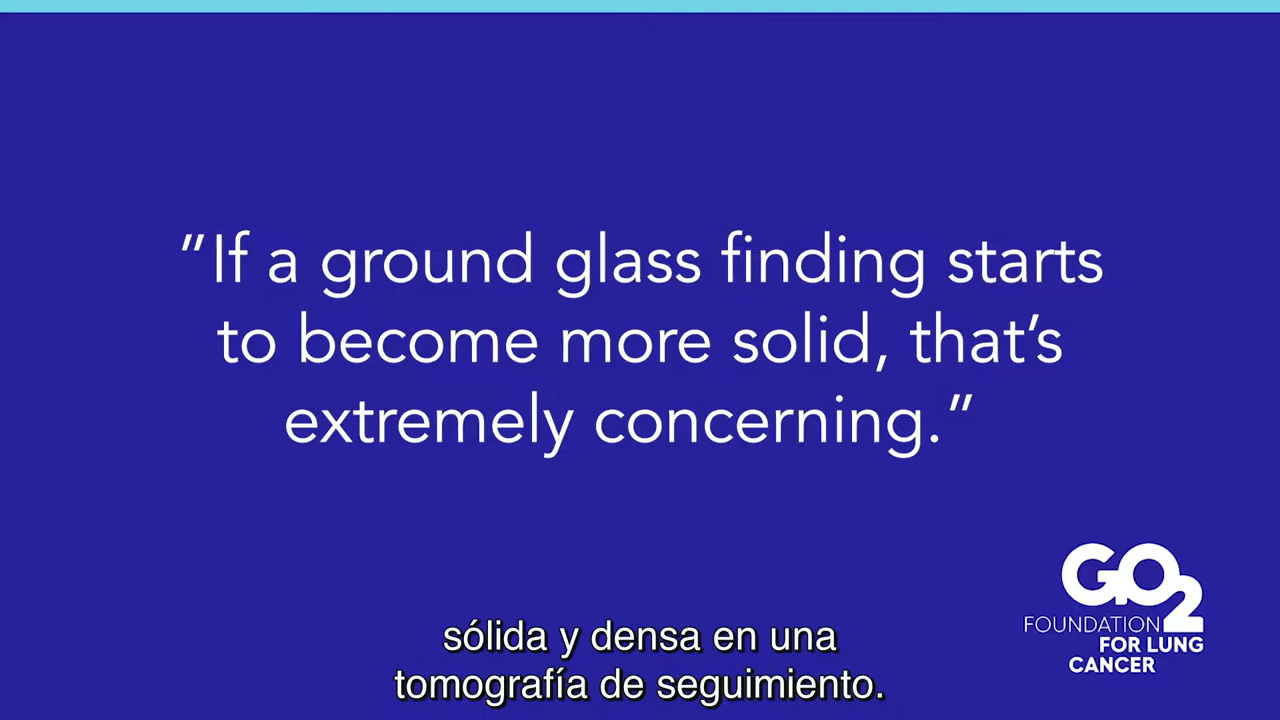 "If a ground glass finding starts
to become more solid, that's
extremely concerning."
GO2
FOUNDATION
FOR LUNG
CANCER
sólida y densa en una
tomografía de seguimiento.